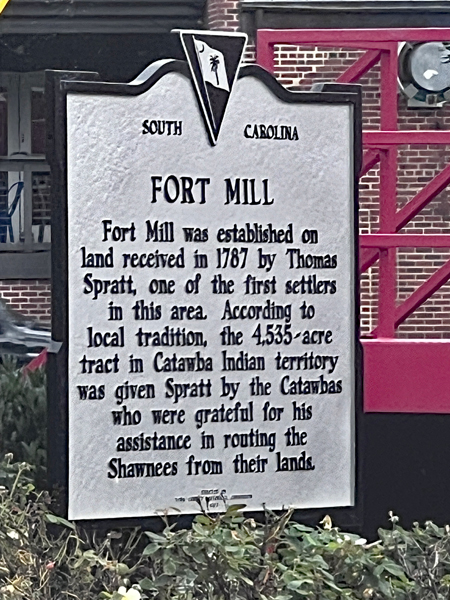 SOUTH CAROLINA
FORT MILL
Fort Mill was established on
land received in 1787 by Thomas
Spratt, one of the first settlers
in this area. According to
local tradition, the 4,535-acre
tract in Catawba Indian territory
was given Spratt by the Catawbas
who were grateful for his
assistance in routing the
Shawnees from their lands.